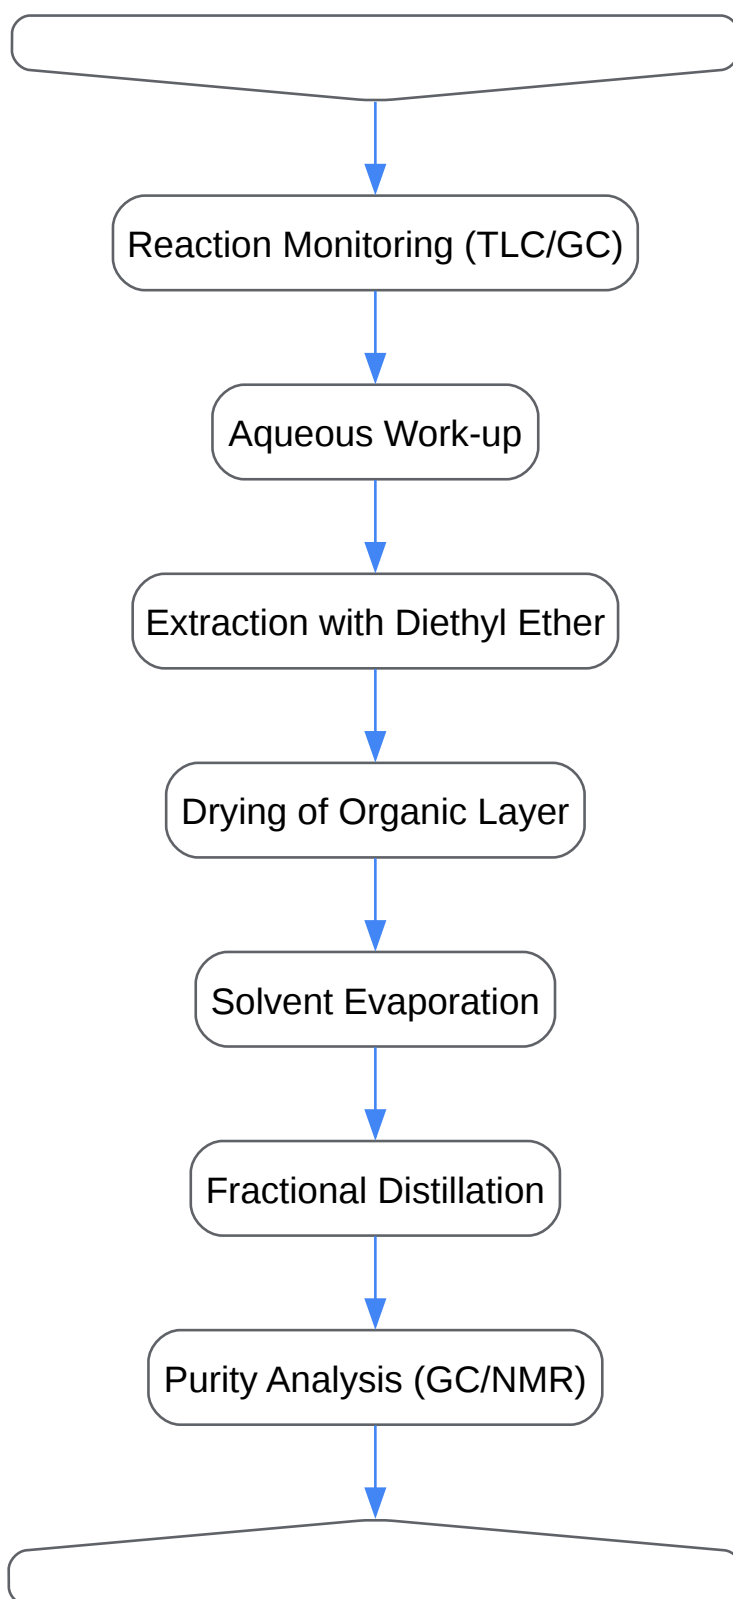 Reaction Monitoring (TLC/GC)
Aqueous Work-up
Extraction with Diethyl Ether
Drying of Organic Layer
Solvent Evaporation
Fractional Distillation
Purity Analysis (GC/NMR)